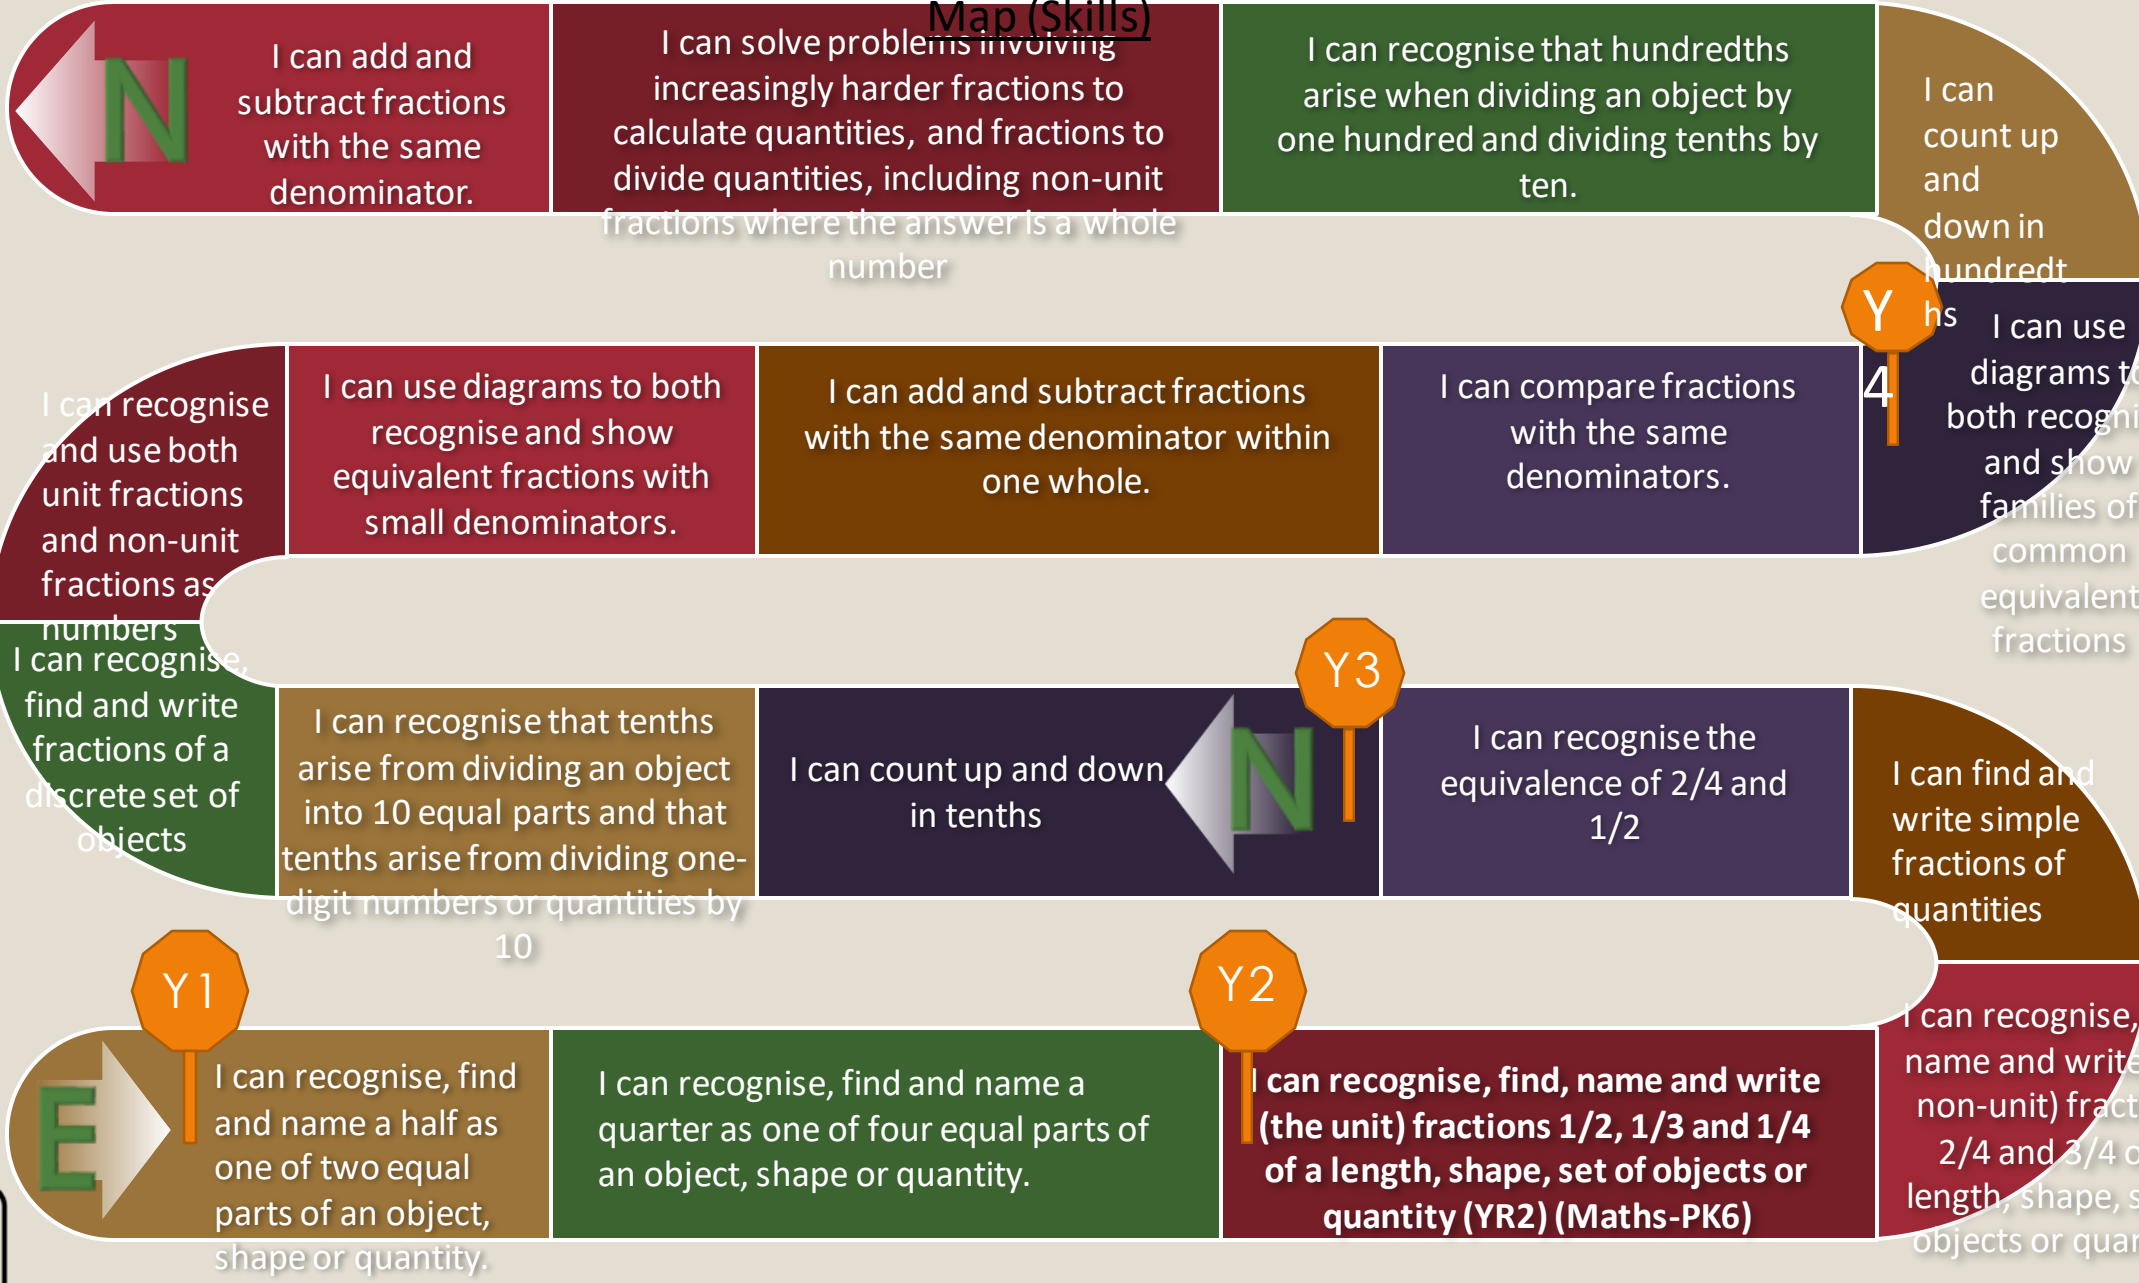 Map (Skills)
N
I can add and
subtract fractions
with the same
denominator.
I can solve problems involving
increasingly harder fractions to
calculate quantities, and fractions to
divide quantities, including non-unit
fractions where the answer is a whole
number
I can recognise that hundredths
arise when dividing an object by
one hundred and dividing tenths by
ten.
I can
count up
and
down in
hundredt
hs
I can recognise
and use both
unit fractions
and non-unit
fractions as
numbers
I can use diagrams to both
recognise and show
equivalent fractions with
small denominators.
I can add and subtract fractions
with the same denominator within
one whole.
I can compare fractions
with the same
denominators.
Y
4
I can use
diagrams to
both recogni
and show
families of
common
equivalent
fractions
I can recognise,
find and write
fractions of a
discrete set of
objects
I can recognise that tenths
arise from dividing an object
into 10 equal parts and that
tenths arise from dividing one-
digit numbers or quantities by
10
I can count up and down
in tenths
N
Y3
I can recognise the
equivalence of 2/4 and
1/2
I can find and
write simple
fractions of
quantities
Y1
E
I can recognise, find
and name a half as
one of two equal
parts of an object,
shape or quantity.
I can recognise, find and name a
quarter as one of four equal parts of
an object, shape or quantity.
Y2
I can recognise, find, name and write
(the unit) fractions 1/2, 1/3 and 1/4
of a length, shape, set of objects or
quantity (YR2) (Maths-PK6)
I can recognise,
name and write
non-unit) fract
2/4 and 3/4 o
length, shape, s
objects or quan